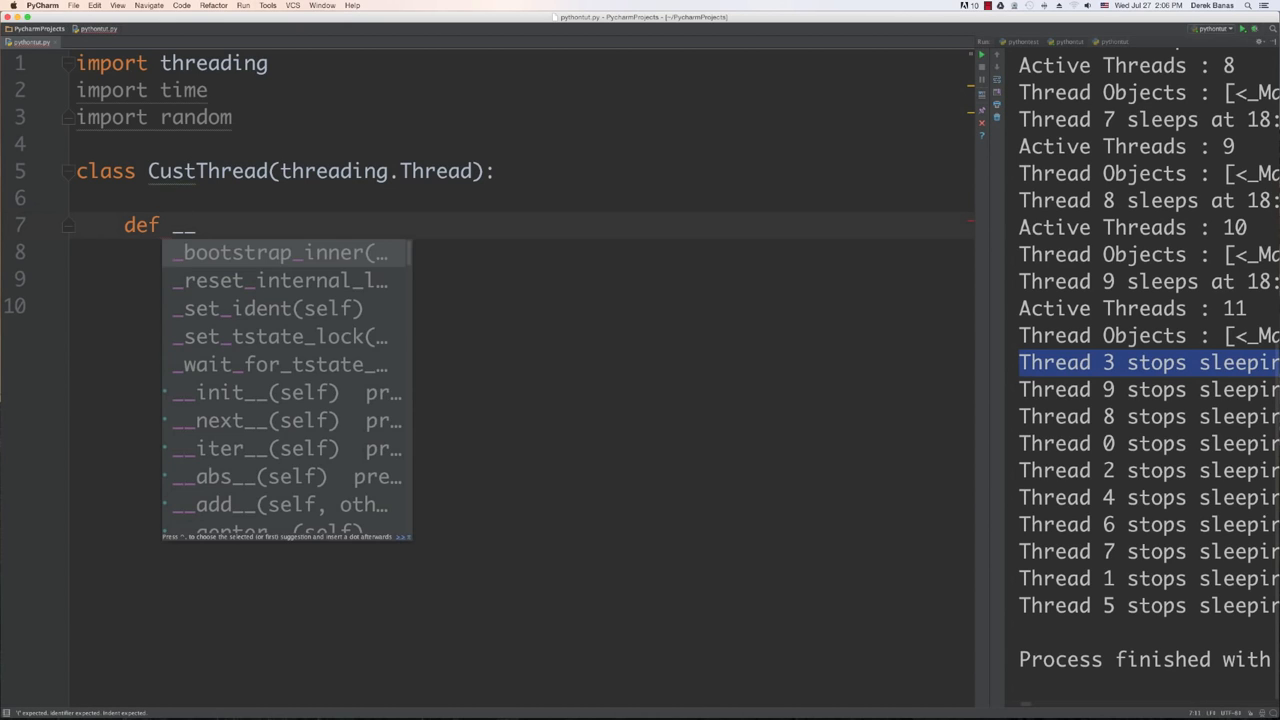 PyCharm File Edit View Navigate Code Refactor Run Tools VCS Window Help
10 Wed Jul 27 2:06 PM Derek Banas
pythontut.py - PycharmProjects - [~/PycharmProjects]
PycharmProjects pythontut.py
pythontut
pythontut.py
Run: pythontest pythontut pythontut
1 import threading
2 import time
3 import random
4
5 class CustThread(threading.Thread):
6
7 def __
8
9
10
_bootstrap_inner(…
_reset_internal_l…
_set_ident(self)
_set_tstate_lock(…
_wait_for_tstate_…
__init__(self) pr…
__next__(self) pr…
__iter__(self) pr…
__abs__(self) pre…
__add__(self, oth…
Press ^. to choose the selected (or first) suggestion and insert a dot afterwards >>
Active Threads : 8
Thread Objects : [<_Ma
Thread 7 sleeps at 18:
Active Threads : 9
Thread Objects : [<_Ma
Thread 8 sleeps at 18:
Active Threads : 10
Thread Objects : [<_Ma
Thread 9 sleeps at 18:
Active Threads : 11
Thread Objects : [<_Ma
Thread 3 stops sleepin
Thread 9 stops sleepin
Thread 8 stops sleepin
Thread 0 stops sleepin
Thread 2 stops sleepin
Thread 4 stops sleepin
Thread 6 stops sleepin
Thread 7 stops sleepin
Thread 1 stops sleepin
Thread 5 stops sleepin
Process finished with
'(' expected. Identifier expected. Indent expected.
7:11 LF UTF-8